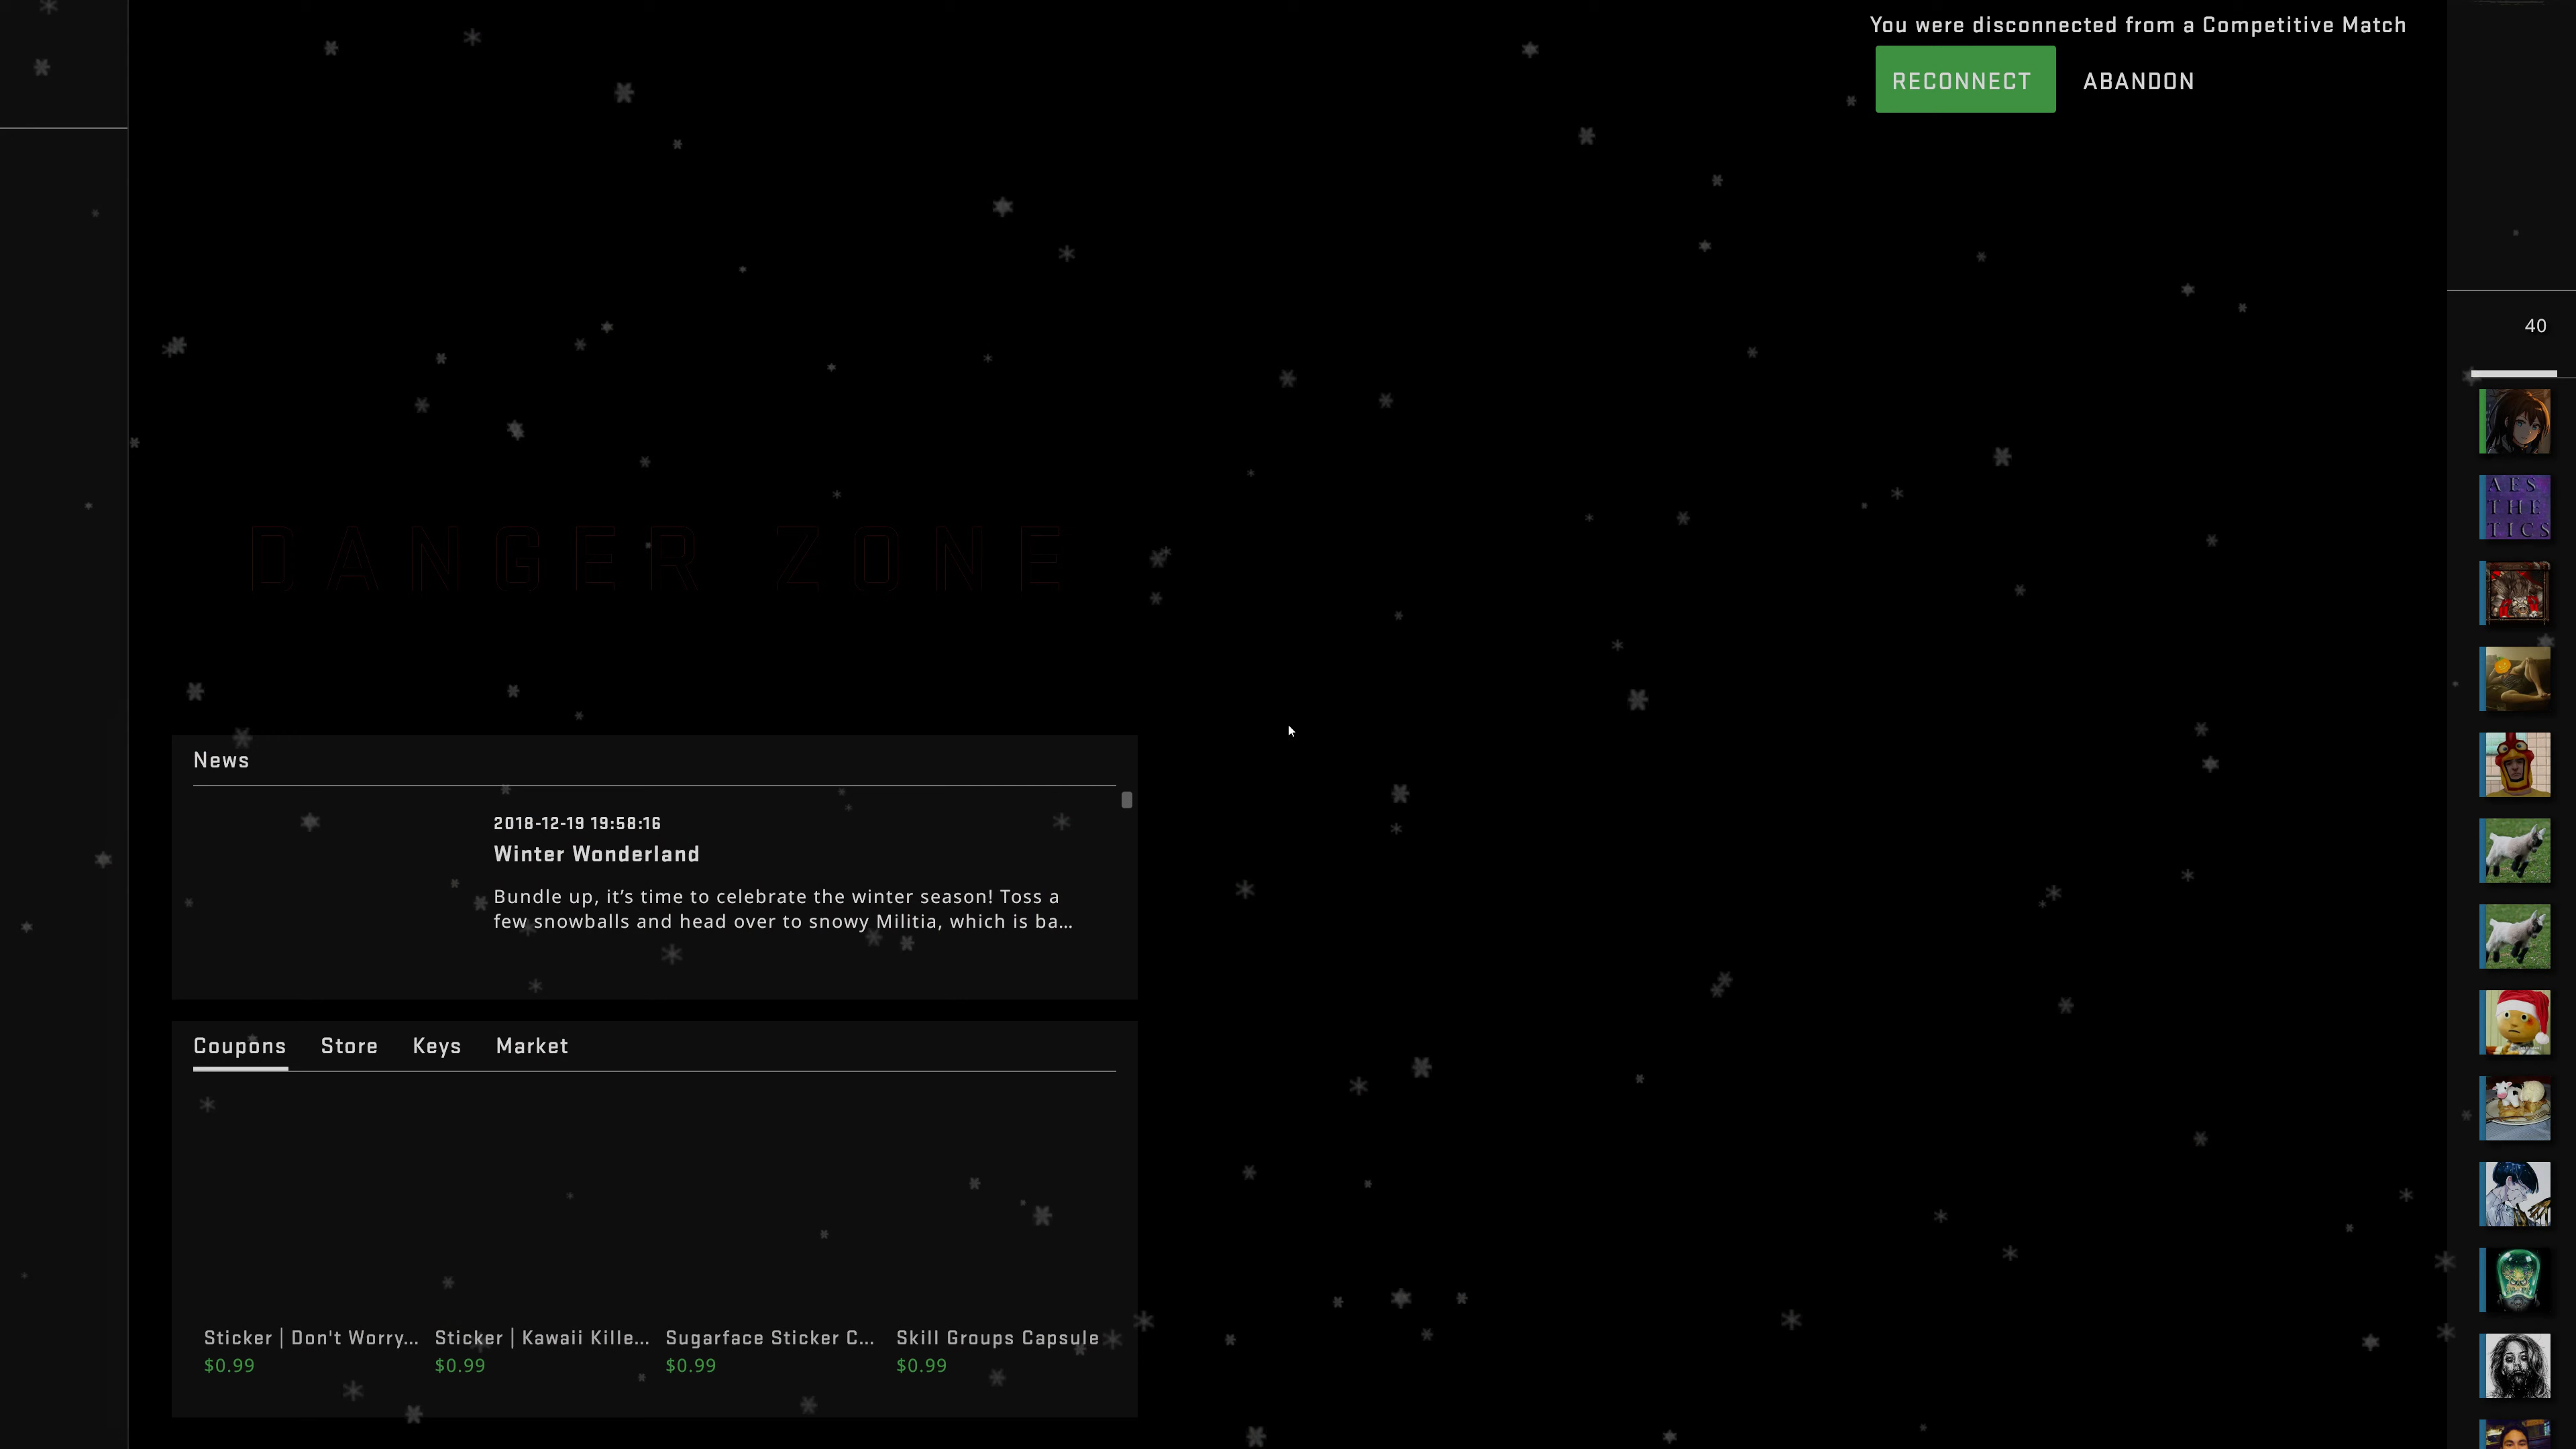 You were disconnected from a Competitive Match
RECONNECT ABANDON
40
AES
THE
TICS
DANGER ZONE
News
2018-12-19 19:58:16
Winter Wonderland
Bundle up, it’s time to celebrate the winter season! Toss a
few snowballs and head over to snowy Militia, which is ba...
Coupons Store Keys Market
Sticker | Don't Worry... Sticker | Kawaii Kille... Sugarface Sticker C... Skill Groups Capsule
$0.99 $0.99 $0.99 $0.99